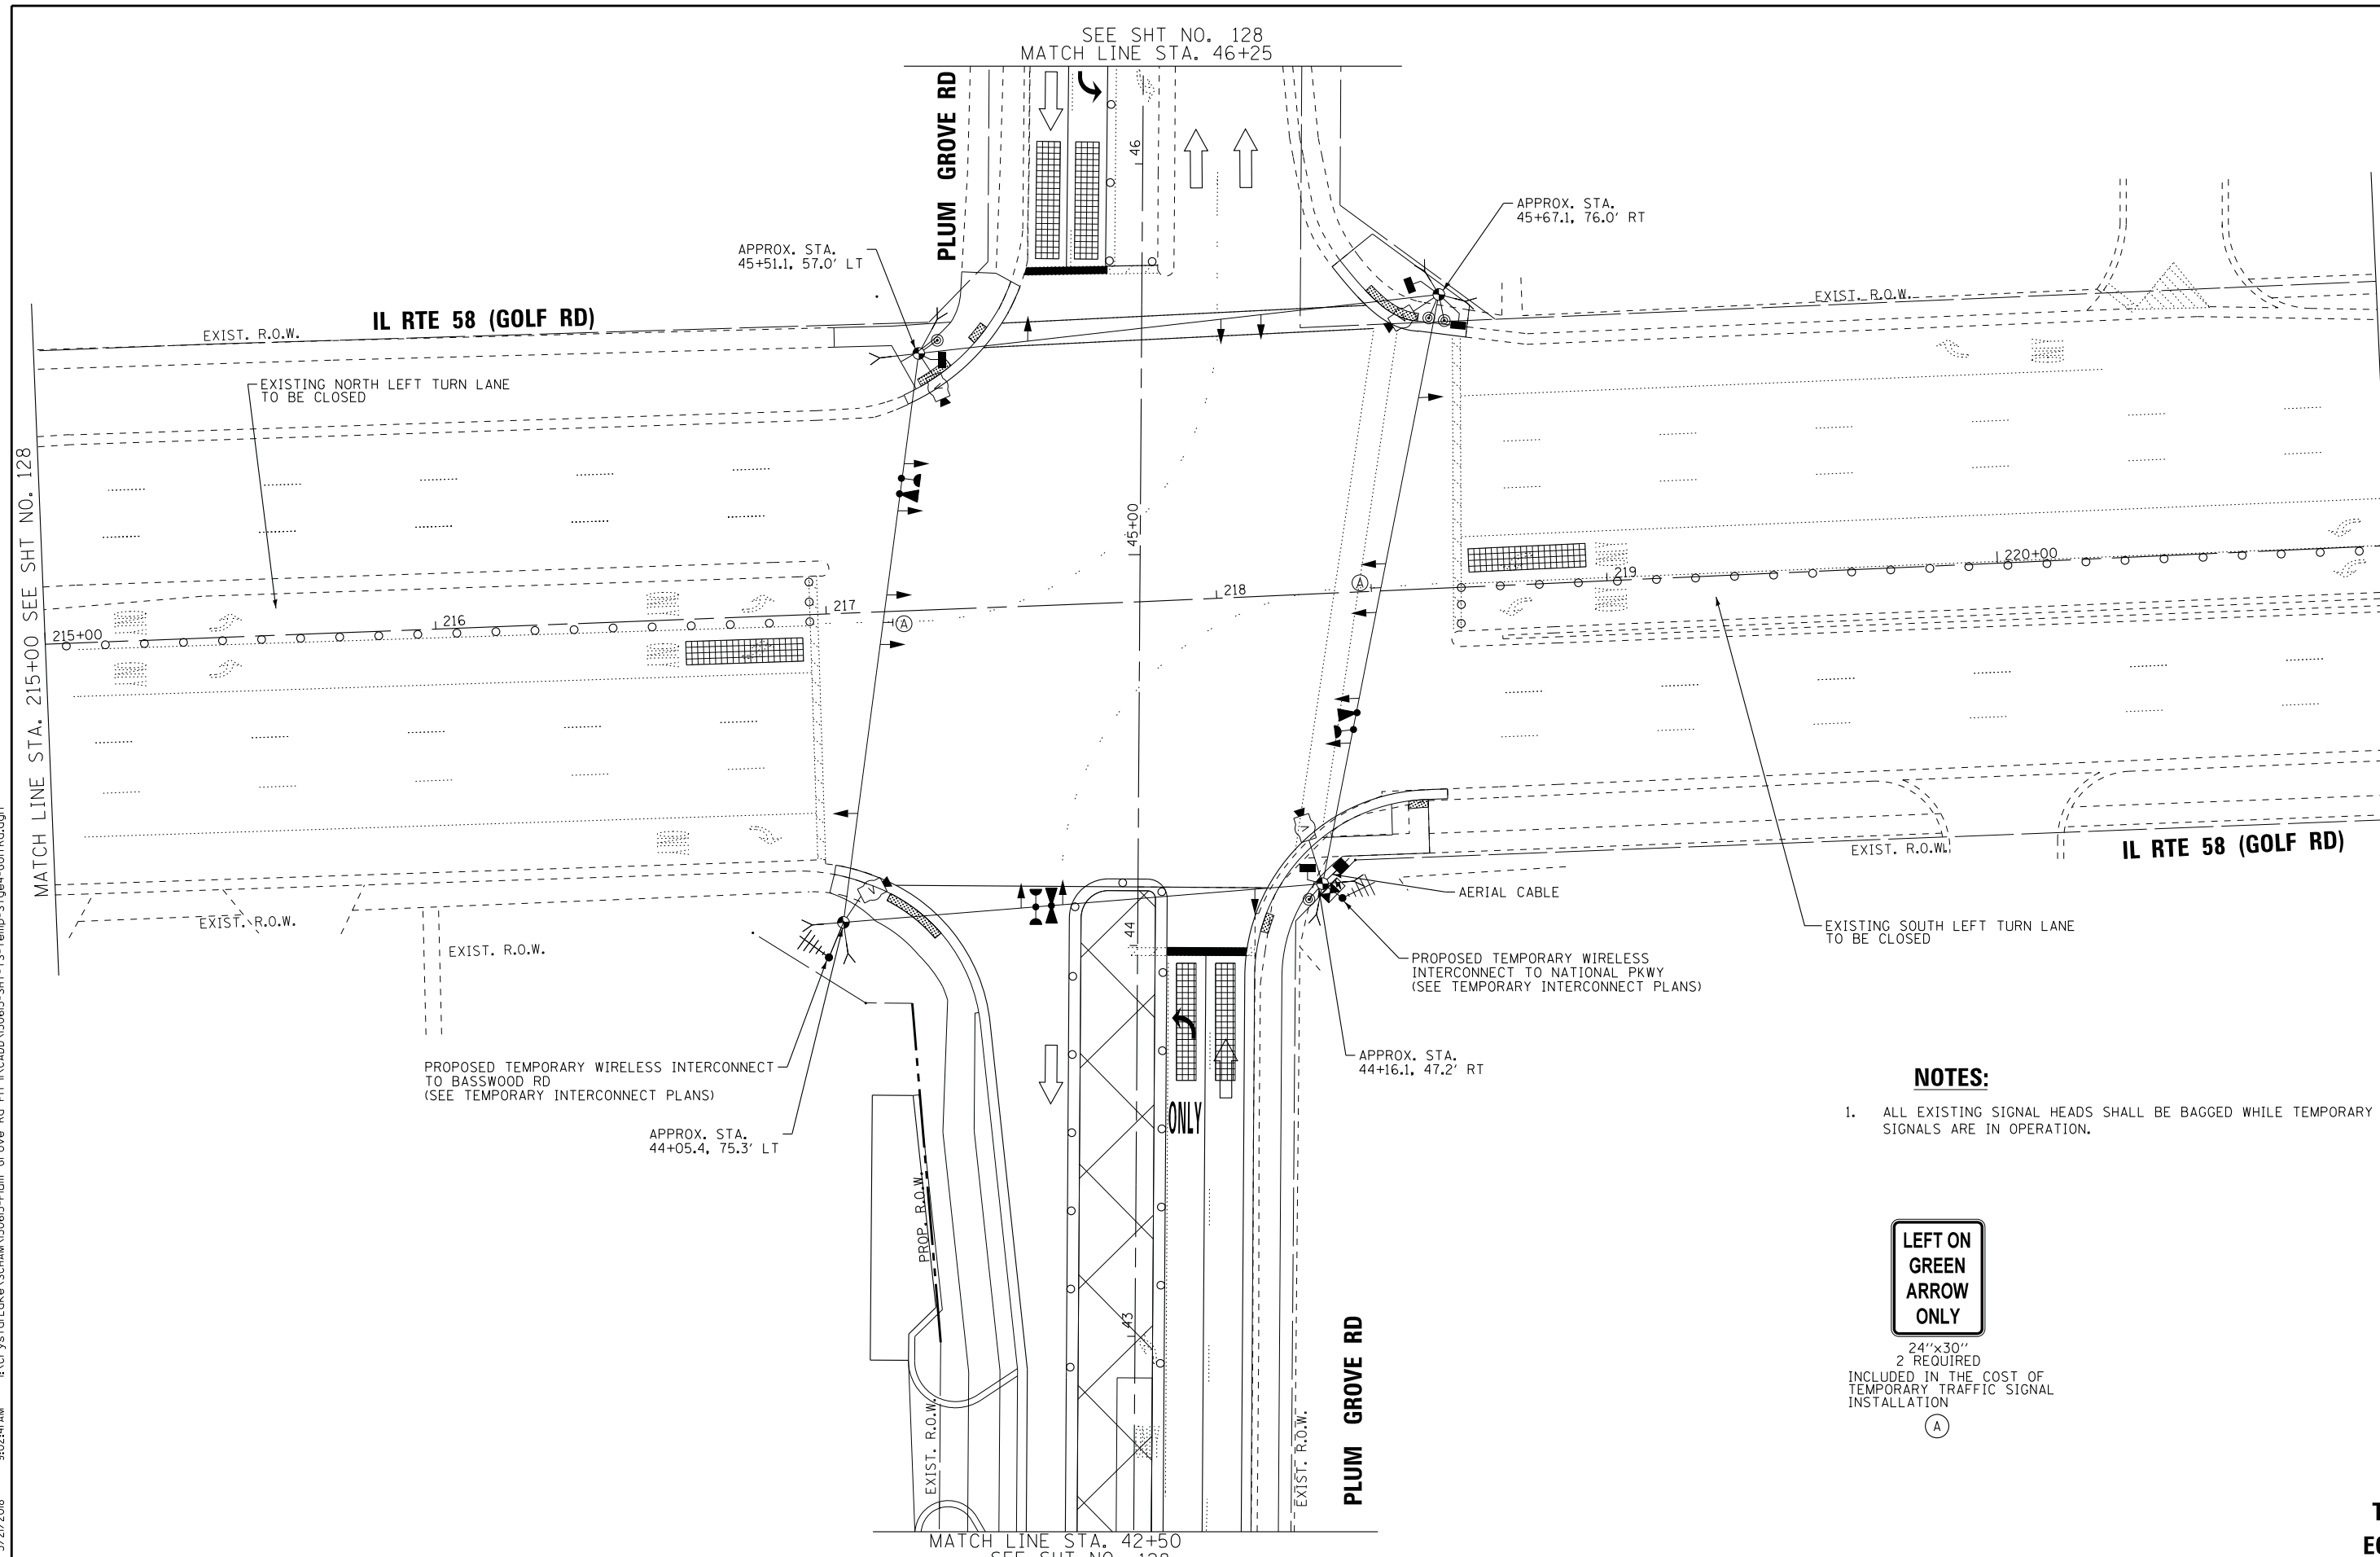 SEE SHT NO. 128
MATCH LINE STA. 46+25
PLUM GROVE RD
46
APPROX. STA.
45+67.1, 76.0' RT
APPROX. STA.
45+51.1, 57.0' LT
IL RTE 58 (GOLF RD)
EXIST. R.O.W.
EXIST. R.O.W.
EXISTING NORTH LEFT TURN LANE
TO BE CLOSED
MATCH LINE STA. 215+00 SEE SHT NO. 128
45+00
215+00
216
217
218
219
220+00
A
A
IL RTE 58 (GOLF RD)
EXIST. R.O.W.
AERIAL CABLE
EXISTING SOUTH LEFT TURN LANE
TO BE CLOSED
EXIST. R.O.W.
EXIST. R.O.W.
44
PROPOSED TEMPORARY WIRELESS
INTERCONNECT TO NATIONAL PKWY
(SEE TEMPORARY INTERCONNECT PLANS)
PROPOSED TEMPORARY WIRELESS INTERCONNECT
TO BASSWOOD RD
(SEE TEMPORARY INTERCONNECT PLANS)
APPROX. STA.
44+16.1, 47.2' RT
APPROX. STA.
44+05.4, 75.3' LT
ONLY
NOTES:
1. ALL EXISTING SIGNAL HEADS SHALL BE BAGGED WHILE TEMPORARY
SIGNALS ARE IN OPERATION.
PROP. R.O.W.
43
LEFT ON
GREEN
ARROW
ONLY
24"x30"
2 REQUIRED
INCLUDED IN THE COST OF
TEMPORARY TRAFFIC SIGNAL
INSTALLATION
A
PLUM GROVE RD
EXIST. R.O.W.
EXIST. R.O.W.
MATCH LINE STA. 42+50